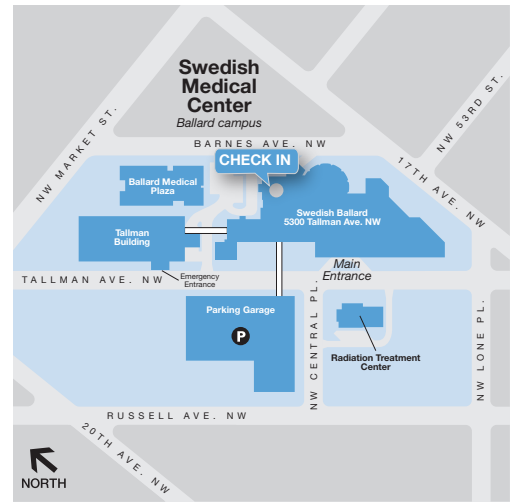 Swedish
Medical
Center
Ballard campus
NW MARKET ST.
NW 53RD ST.
BARNES AVE. NW
CHECK IN
17TH AVE. NW
Ballard Medical
Plaza
Swedish Ballard
5300 Tallman Ave. NW
Tallman
Building
Main
Entrance
TALLMAN AVE. NW
Emergency
Entrance
Parking Garage
P
NW CENTRAL PL.
Radiation Treatment
Center
NW LONE PL.
RUSSELL AVE. NW
20TH AVE. NW
NORTH